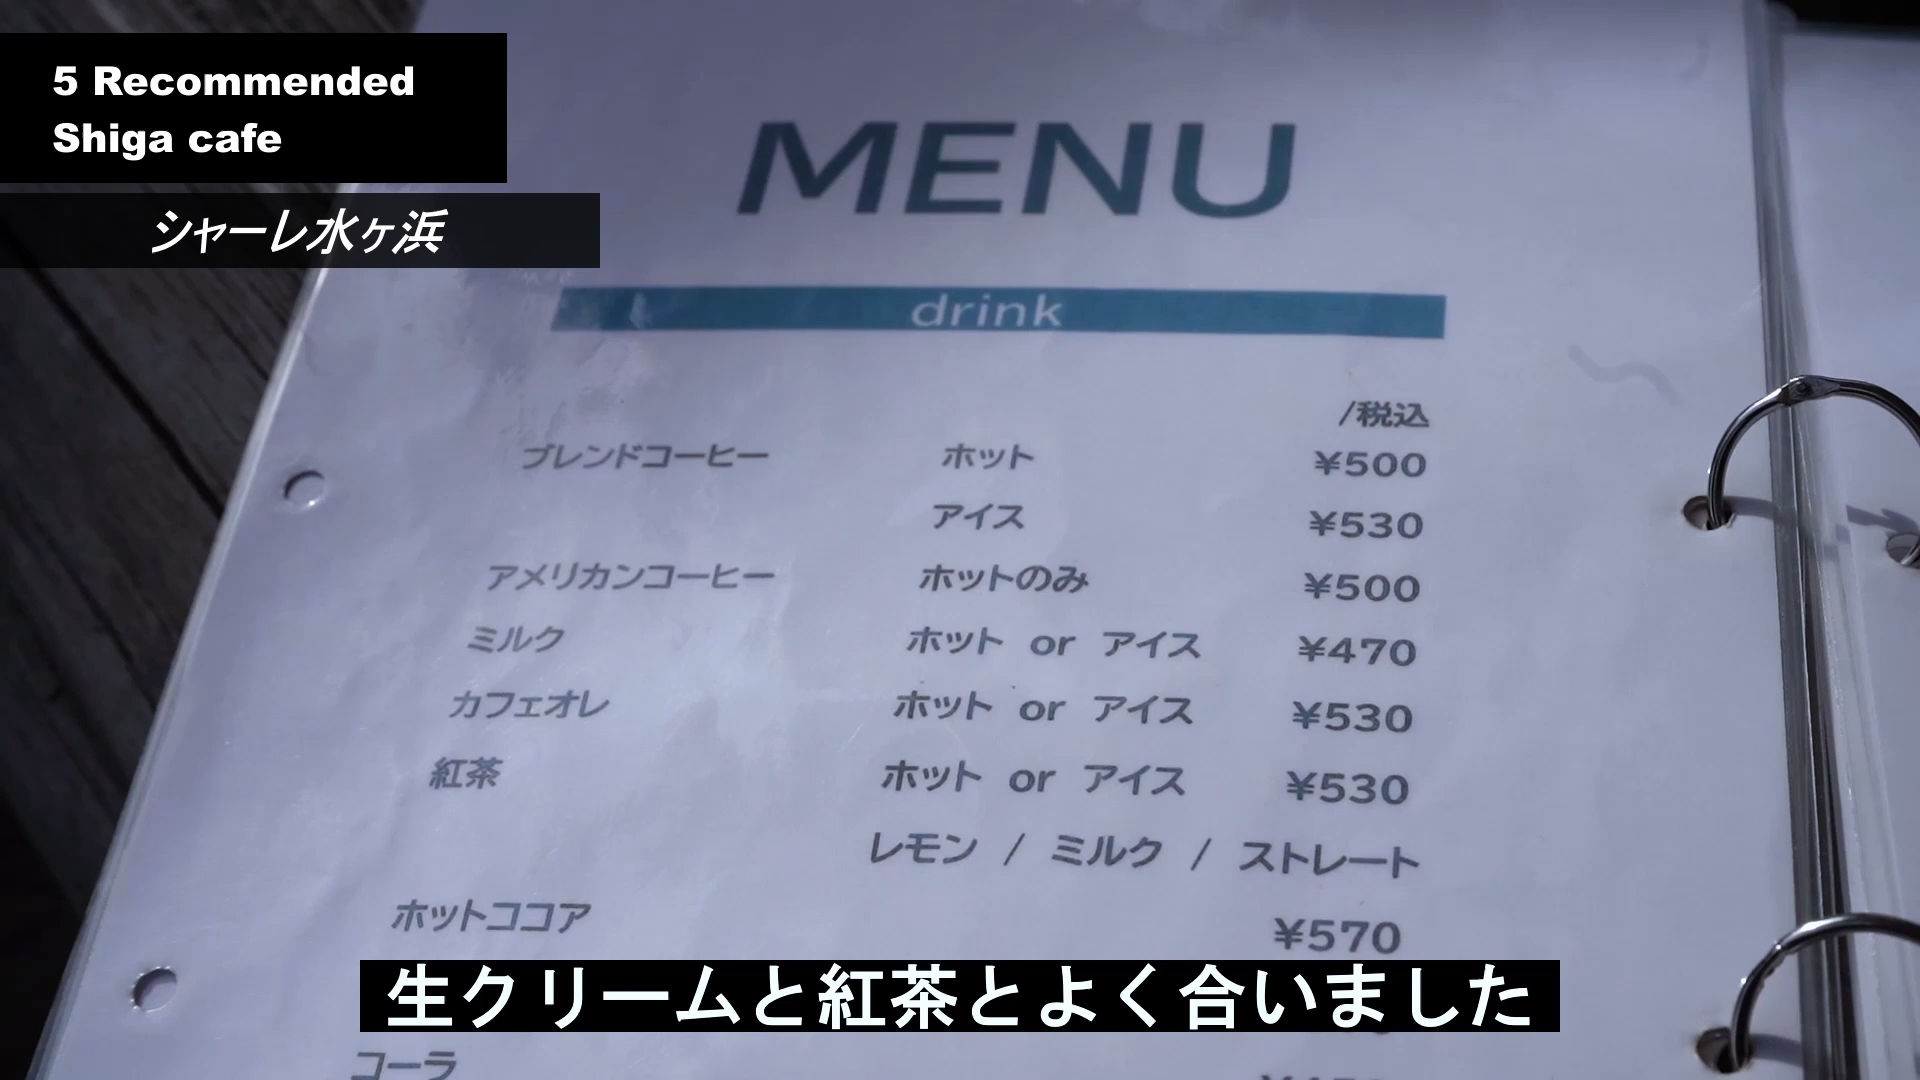 5 Recommended
Shiga cafe
シャーレ水ヶ浜
MENU
drink
/税込
ブレンドコーヒー ホット ¥500
アイス ¥530
アメリカンコーヒー ホットのみ ¥500
ミルク ホット or アイス ¥470
カフェオレ ホット or アイス ¥530
紅茶 ホット or アイス ¥530
レモン / ミルク / ストレート
ホットココア ¥570
生クリームと紅茶とよく合いました
コーラ